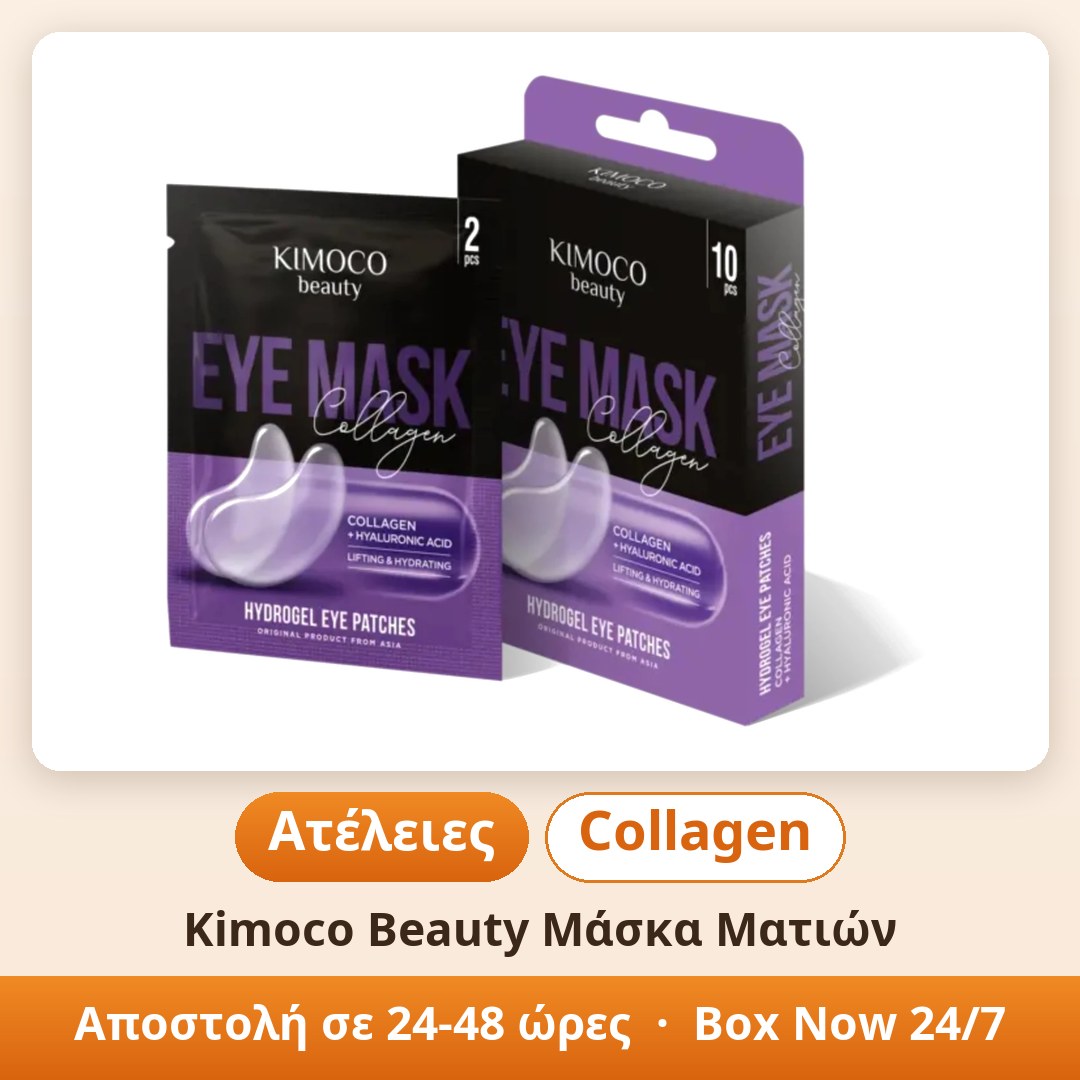 KIMOCO
beauty
2
pcs
EYE MASK
Collagen
COLLAGEN
+ HYALURONIC ACID
LIFTING & HYDRATING
HYDROGEL EYE PATCHES
ORIGINAL PRODUCT FROM ASIA
KIMOCO
beauty
KIMOCO
beauty
10
pcs
EYE MASK
Collagen
COLLAGEN
+ HYALURONIC ACID
LIFTING & HYDRATING
HYDROGEL EYE PATCHES
ORIGINAL PRODUCT FROM ASIA
EYE MASK
Collagen
HYDROGEL EYE PATCHES
COLLAGEN
+ HYALURONIC ACID
Ατέλειες
Collagen
Kimoco Beauty Μάσκα Ματιών
Αποστολή σε 24-48 ώρες · Box Now 24/7